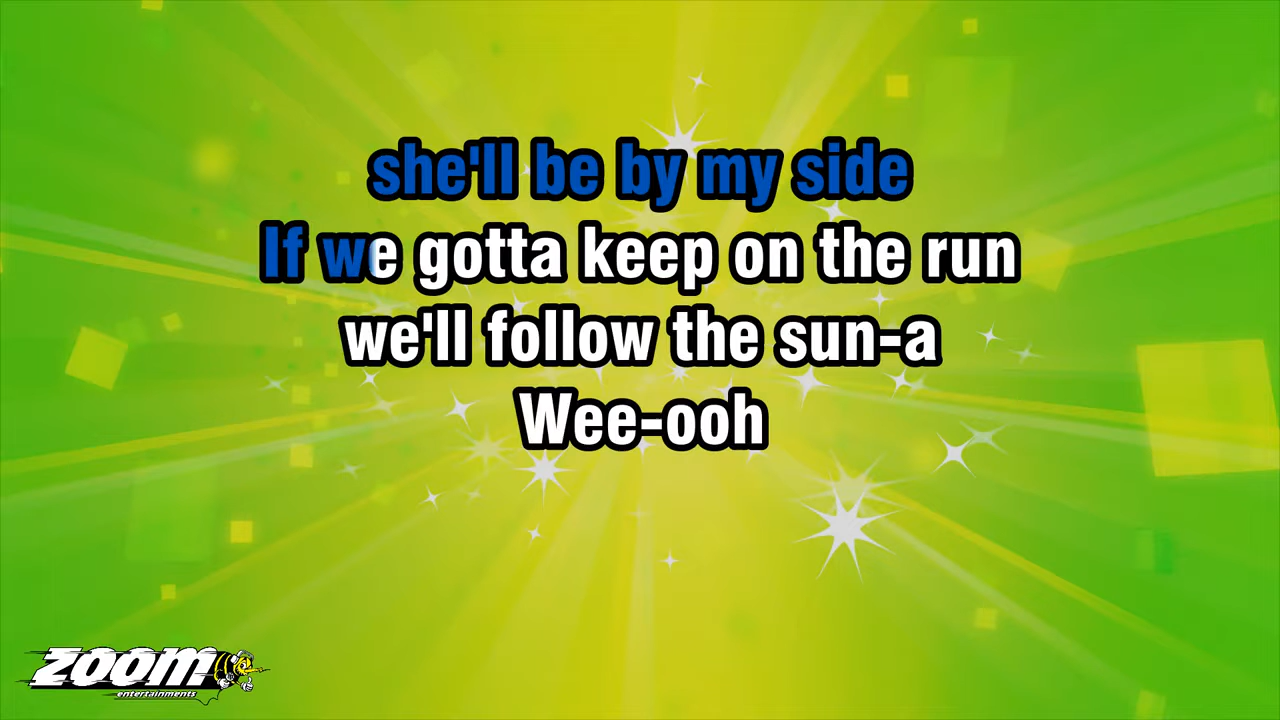 she'll be by my side
If we gotta keep on the run
we'll follow the sun-a
Wee-ooh
ZOOM
entertainments